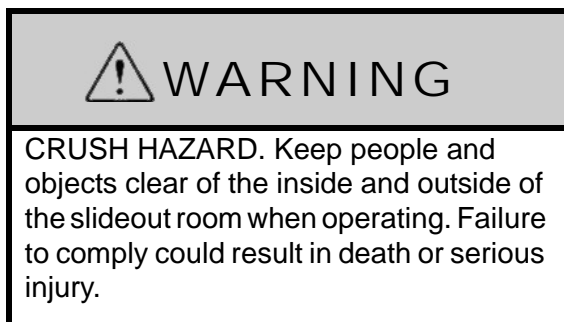 WARNING
CRUSH HAZARD. Keep people and
objects clear of the inside and outside of
the slideout room when operating. Failure
to comply could result in death or serious
injury.